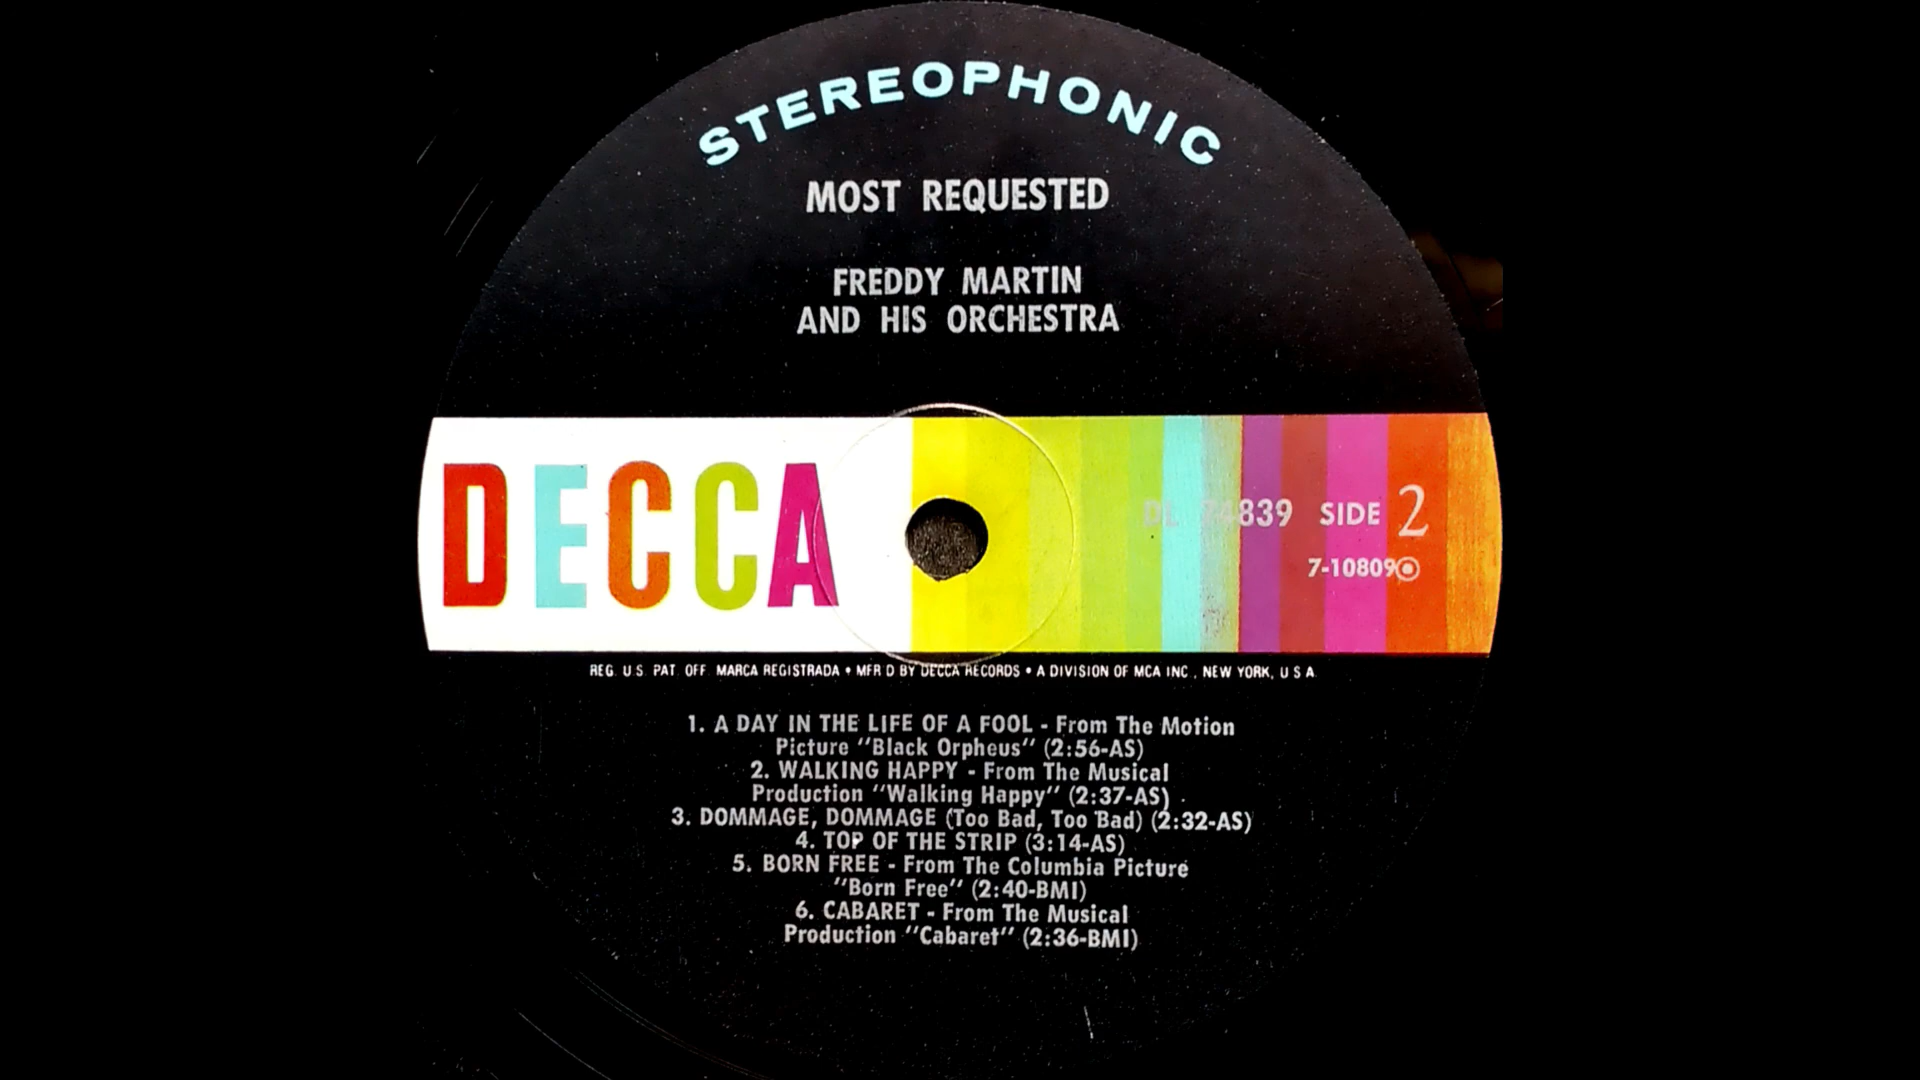 STEREOPHONIC
MOST REQUESTED
FREDDY MARTIN
AND HIS ORCHESTRA
DECCA
DL 74839 SIDE 2
7-10809
REG. U.S. PAT. OFF. MARCA REGISTRADA • MFR'D BY DECCA RECORDS • A DIVISION OF MCA INC., NEW YORK, U.S.A.
1. A DAY IN THE LIFE OF A FOOL - From The Motion
Picture "Black Orpheus" (2:56-AS)
2. WALKING HAPPY - From The Musical
Production "Walking Happy" (2:37-AS)
3. DOMMAGE, DOMMAGE (Too Bad, Too Bad) (2:32-AS)
4. TOP OF THE STRIP (3:14-AS)
5. BORN FREE - From The Columbia Picture
"Born Free" (2:40-BMI)
6. CABARET - From The Musical
Production "Cabaret" (2:36-BMI)